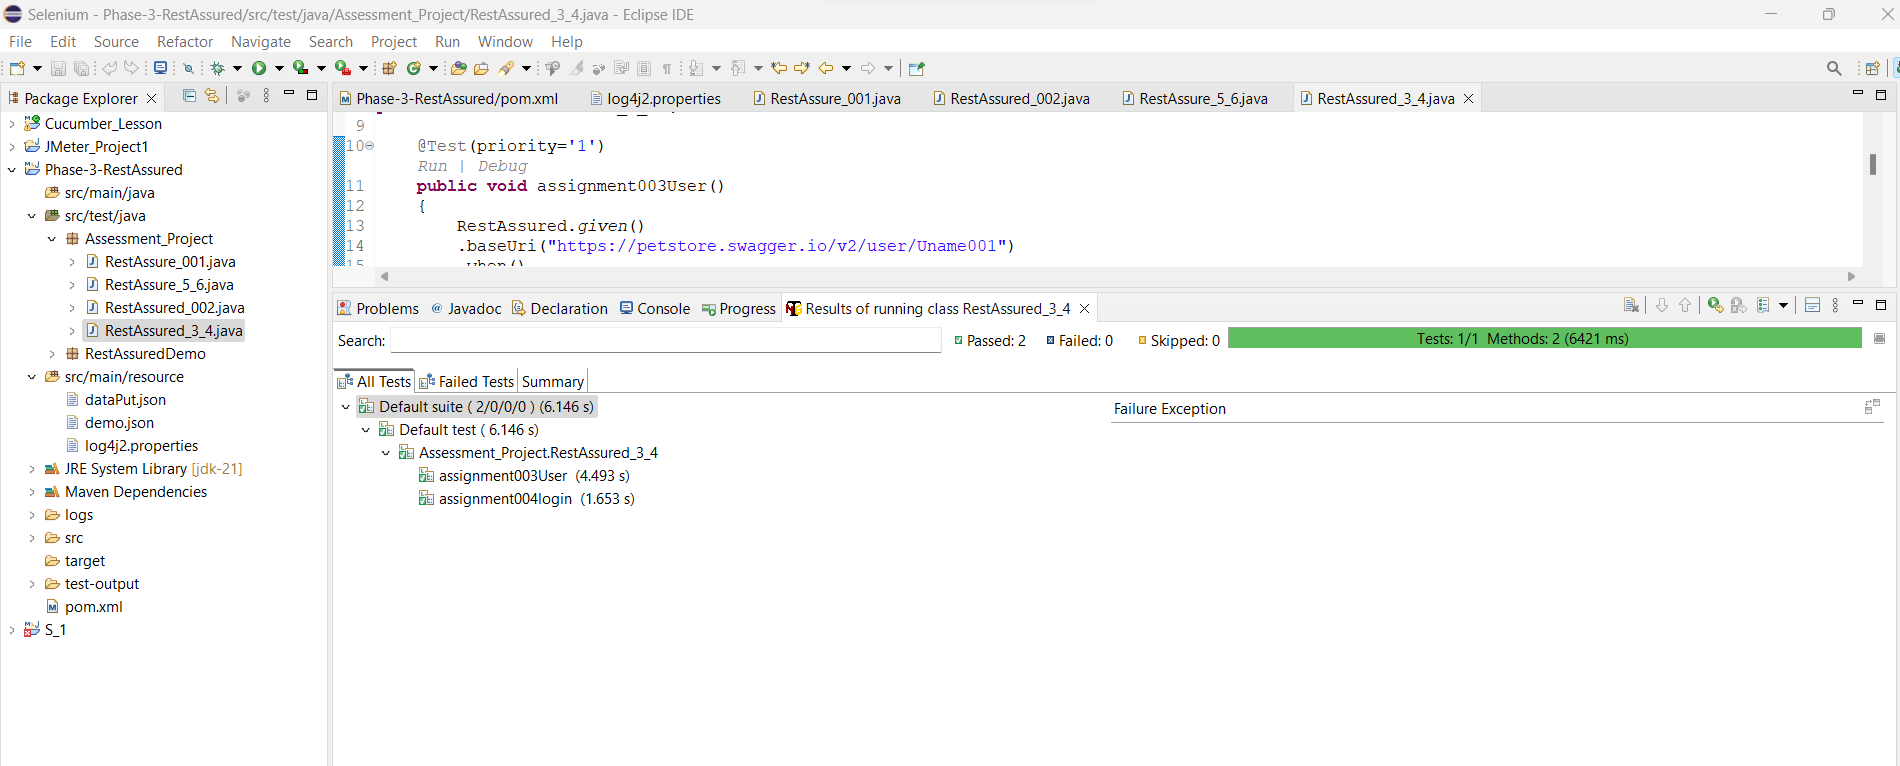 Selenium - Phase-3-RestAssured/src/test/java/Assessment_Project/RestAssured_3_4.java - Eclipse IDE
File Edit Source Refactor Navigate Search Project Run Window Help
Package Explorer
Cucumber_Lesson
JMeter_Project1
Phase-3-RestAssured
src/main/java
src/test/java
Assessment_Project
RestAssure_001.java
RestAssure_5_6.java
RestAssured_002.java
RestAssured_3_4.java
RestAssuredDemo
src/main/resource
dataPut.json
demo.json
log4j2.properties
JRE System Library [jdk-21]
Maven Dependencies
logs
src
target
test-output
pom.xml
S_1
Phase-3-RestAssured/pom.xml log4j2.properties RestAssure_001.java RestAssured_002.java RestAssure_5_6.java RestAssured_3_4.java
9
10 @Test(priority='1')
Run | Debug
11 public void assignment003User()
12 {
13 RestAssured.given()
14 .baseUri("https://petstore.swagger.io/v2/user/Uname001")
15 .when()
Problems Javadoc Declaration Console Progress Results of running class RestAssured_3_4
Search: Passed: 2 Failed: 0 Skipped: 0 Tests: 1/1 Methods: 2 (6421 ms)
All Tests Failed Tests Summary
Default suite ( 2/0/0/0 ) (6.146 s)
Default test ( 6.146 s)
Assessment_Project.RestAssured_3_4
assignment003User (4.493 s)
assignment004login (1.653 s)
Failure Exception